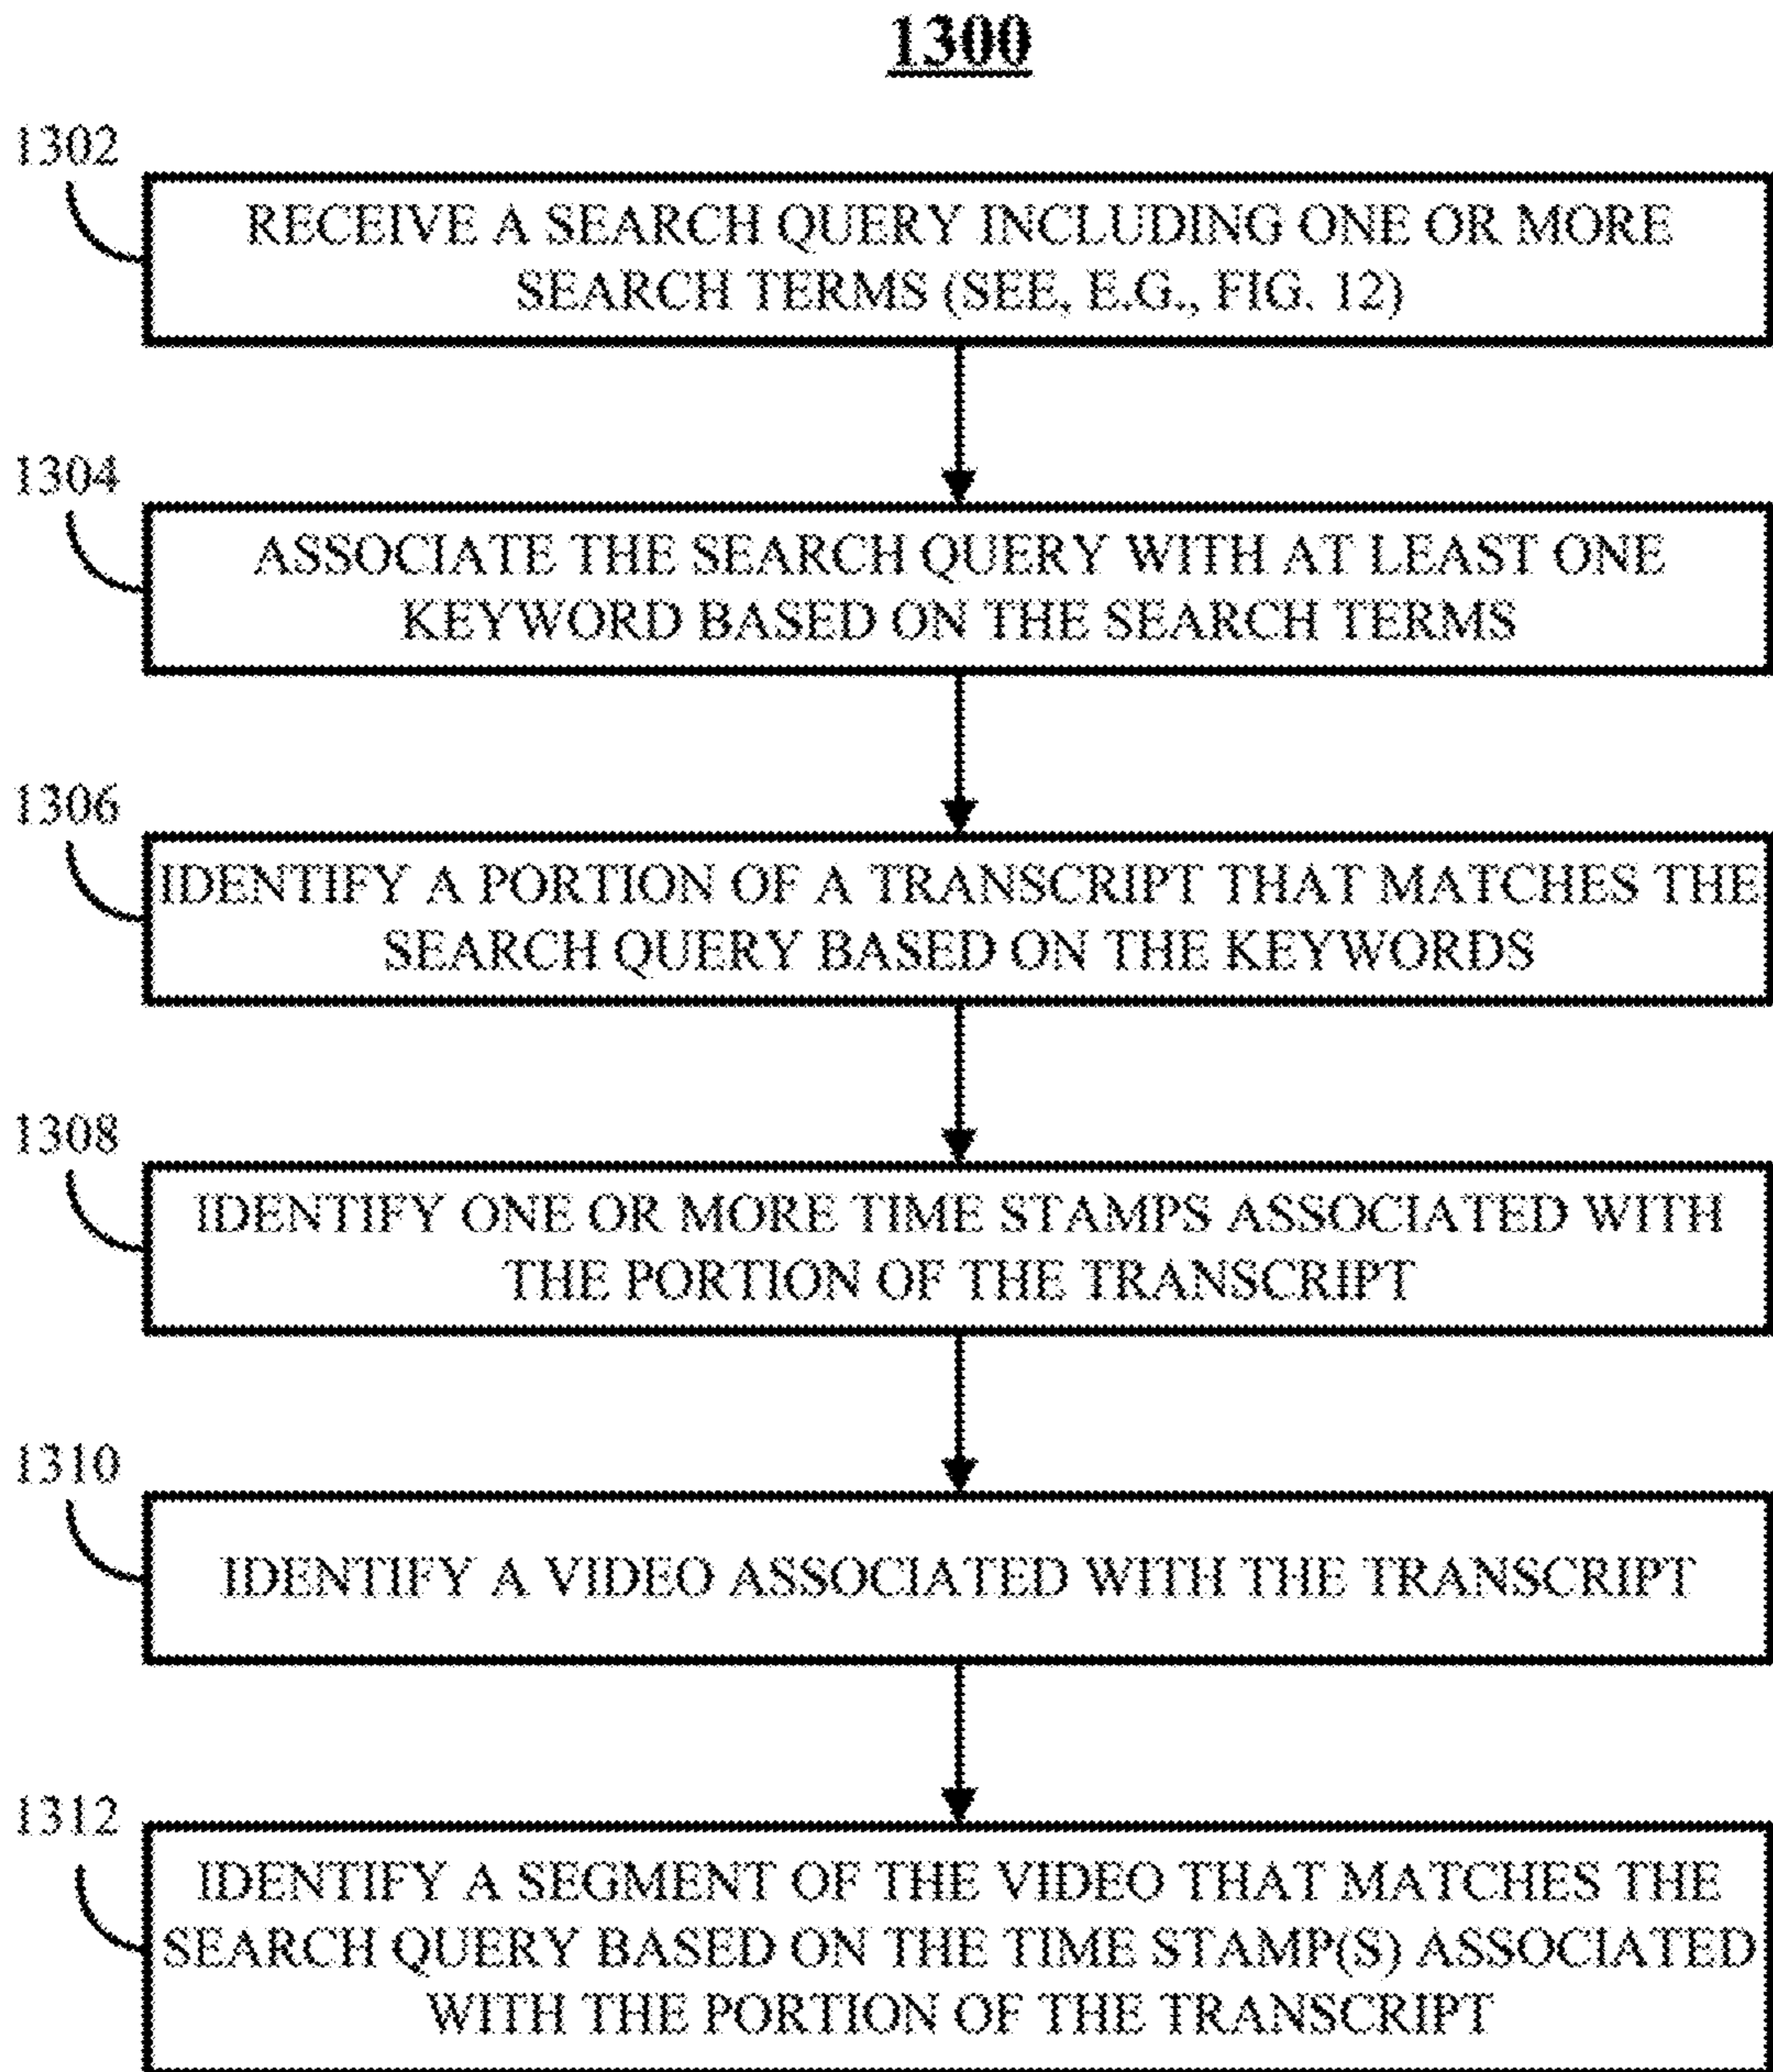 1300
1302
RECEIVE A SEARCH QUERY INCLUDING ONE OR MORE
SEARCH TERMS (SEE, E.G., FIG. 12)
1304
ASSOCIATE THE SEARCH QUERY WITH AT LEAST ONE
KEYWORD BASED ON THE SEARCH TERMS
1306
IDENTIFY A PORTION OF A TRANSCRIPT THAT MATCHES THE
SEARCH QUERY BASED ON THE KEYWORDS
1308
IDENTIFY ONE OR MORE TIME STAMPS ASSOCIATED WITH
THE PORTION OF THE TRANSCRIPT
1310
IDENTIFY A VIDEO ASSOCIATED WITH THE TRANSCRIPT
1312
IDENTIFY A SEGMENT OF THE VIDEO THAT MATCHES THE
SEARCH QUERY BASED ON THE TIME STAMP(S) ASSOCIATED
WITH THE PORTION OF THE TRANSCRIPT